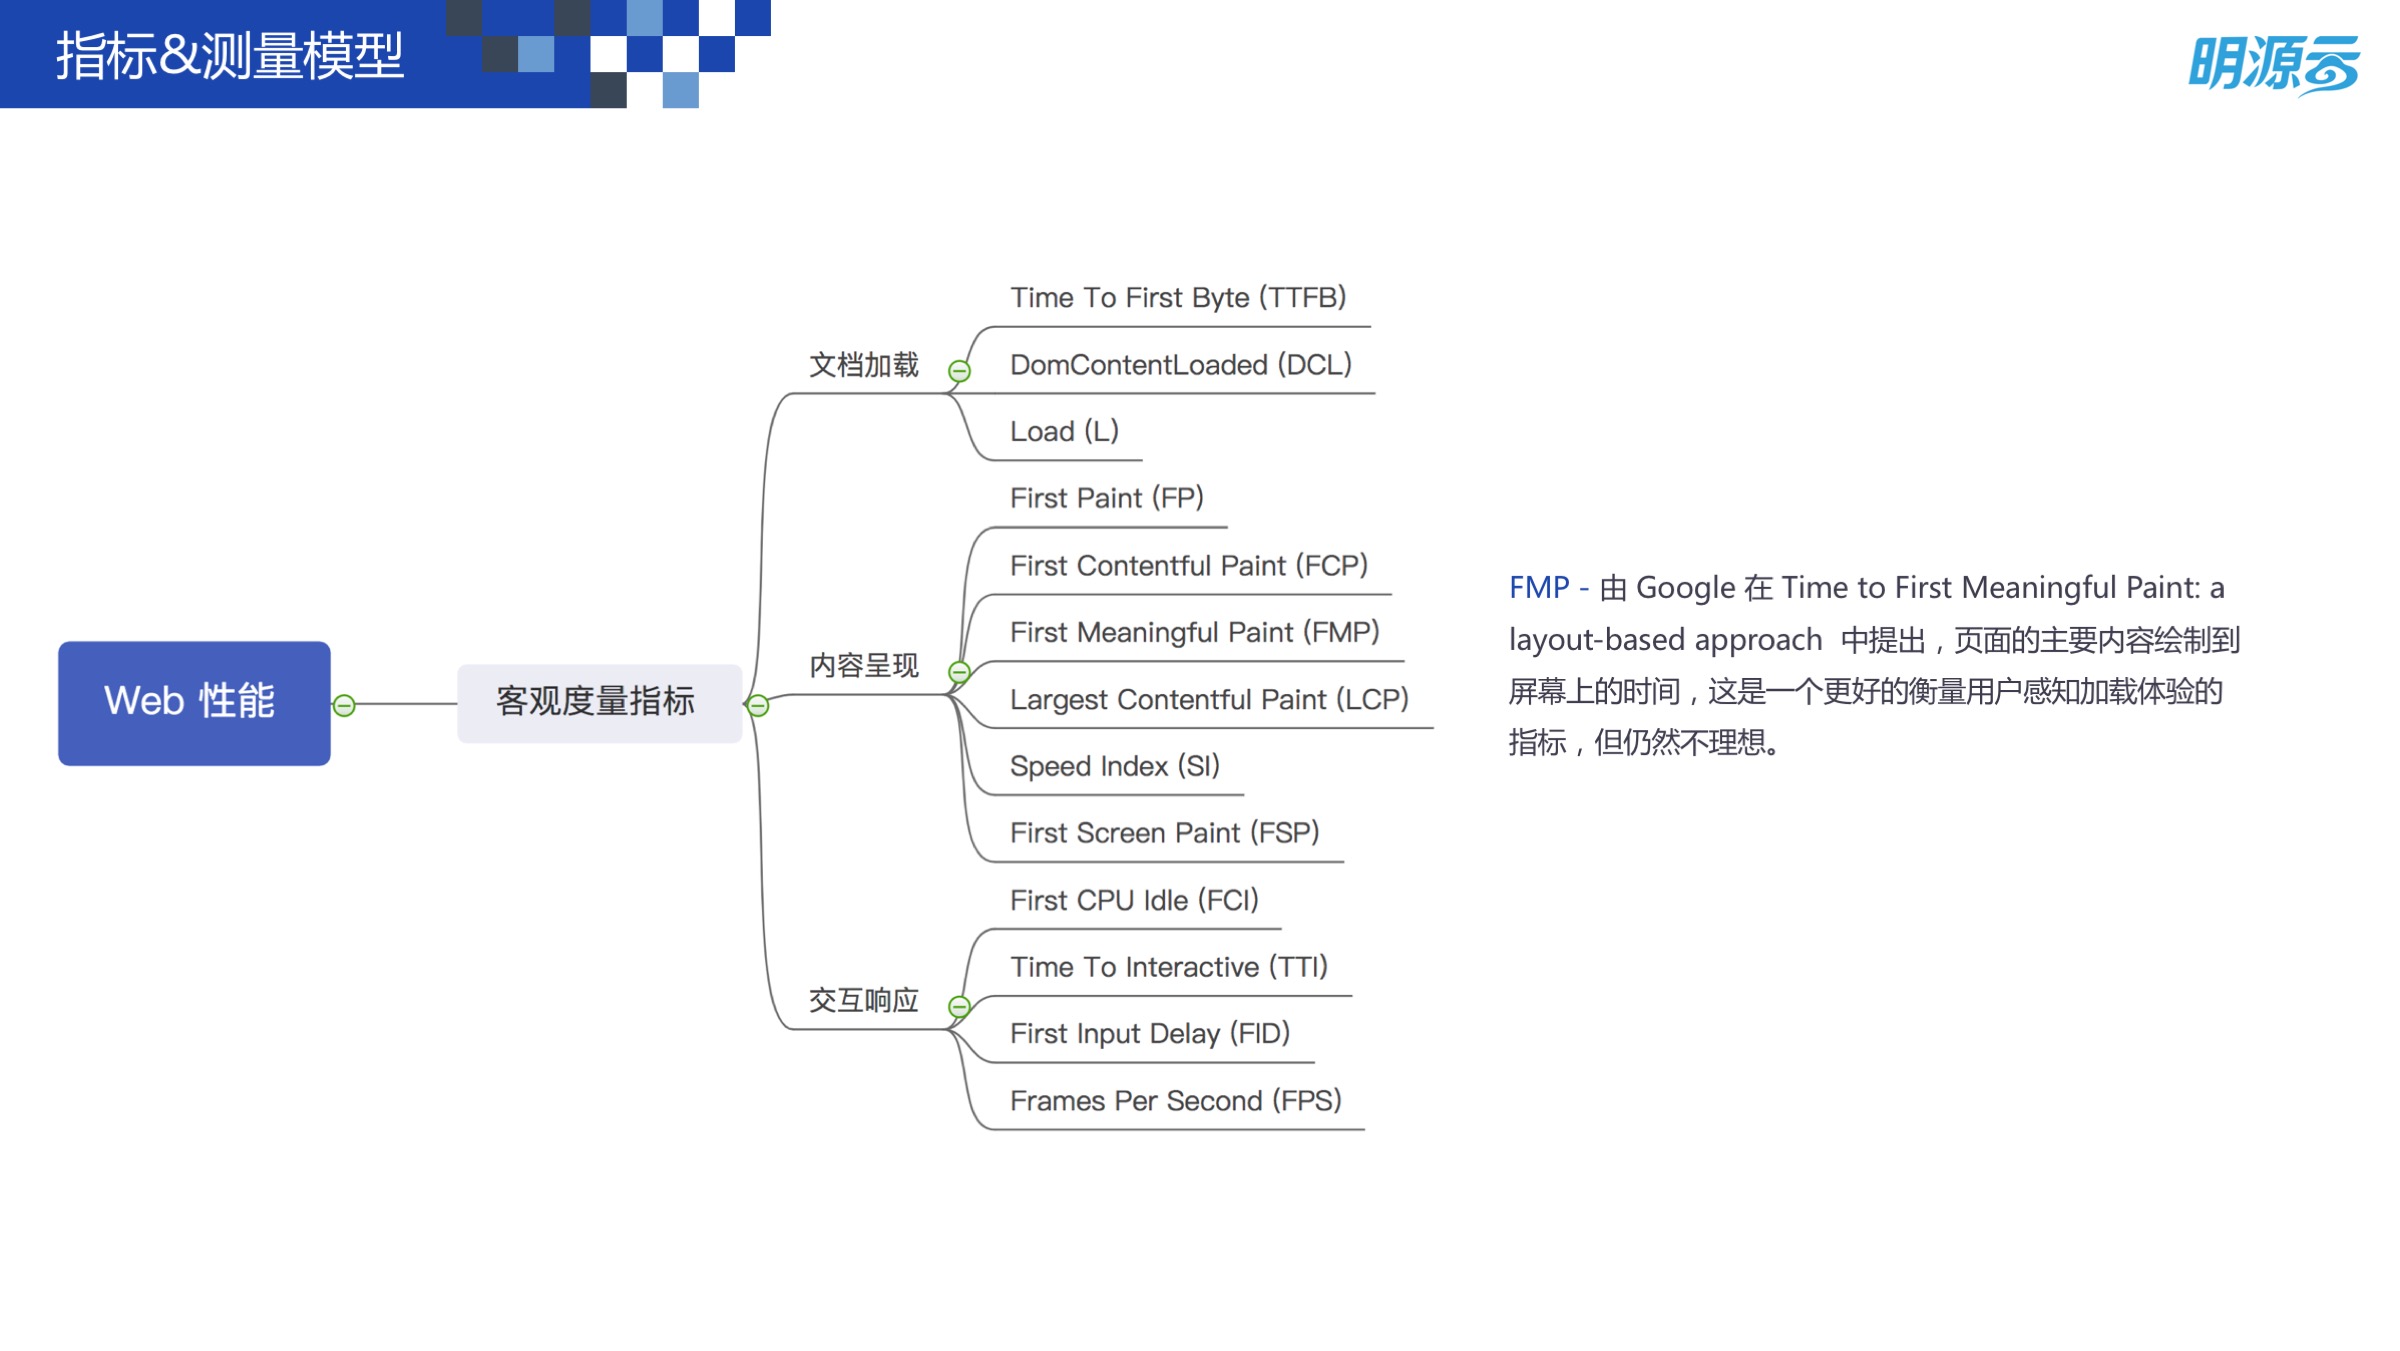 指标&测量模型
明源云
Time To First Byte (TTFB)
文档加载
DomContentLoaded (DCL)
Load (L)
First Paint (FP)
First Contentful Paint (FCP)
First Meaningful Paint (FMP)
内容呈现
Largest Contentful Paint (LCP)
Web 性能
客观度量指标
Speed Index (SI)
First Screen Paint (FSP)
First CPU Idle (FCI)
Time To Interactive (TTI)
交互响应
First Input Delay (FID)
Frames Per Second (FPS)
FMP - 由 Google 在 Time to First Meaningful Paint: a
layout-based approach 中提出，页面的主要内容绘制到
屏幕上的时间，这是一个更好的衡量用户感知加载体验的
指标，但仍然不理想。